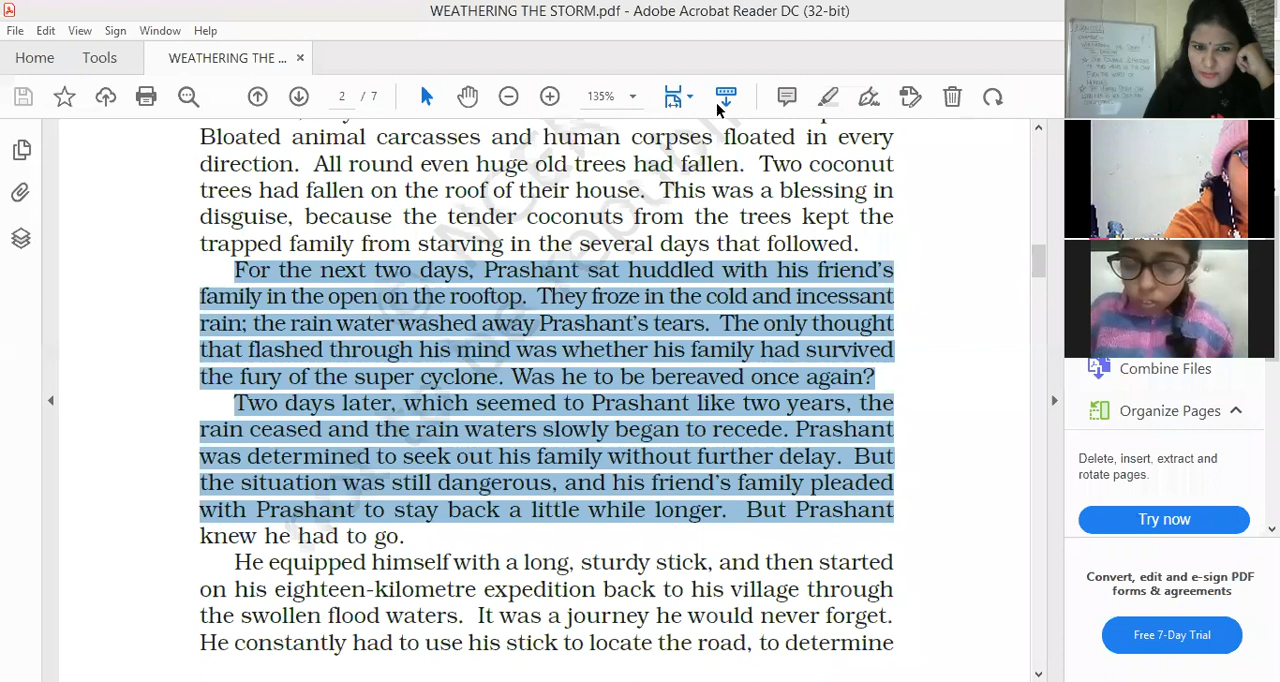 WEATHERING THE STORM.pdf - Adobe Acrobat Reader DC (32-bit)
File Edit View Sign Window Help
Home Tools WEATHERING THE ... ×
2 / 7 135%
Bloated animal carcasses and human corpses floated in every
direction. All round even huge old trees had fallen. Two coconut
trees had fallen on the roof of their house. This was a blessing in
disguise, because the tender coconuts from the trees kept the
trapped family from starving in the several days that followed.
For the next two days, Prashant sat huddled with his friend's
family in the open on the rooftop. They froze in the cold and incessant
rain; the rain water washed away Prashant's tears. The only thought
that flashed through his mind was whether his family had survived
the fury of the super cyclone. Was he to be bereaved once again?
Two days later, which seemed to Prashant like two years, the
rain ceased and the rain waters slowly began to recede. Prashant
was determined to seek out his family without further delay. But
the situation was still dangerous, and his friend's family pleaded
with Prashant to stay back a little while longer. But Prashant
knew he had to go.
He equipped himself with a long, sturdy stick, and then started
on his eighteen-kilometre expedition back to his village through
the swollen flood waters. It was a journey he would never forget.
He constantly had to use his stick to locate the road, to determine
Combine Files
Organize Pages
Delete, insert, extract and
rotate pages.
Try now
Convert, edit and e-sign PDF
forms & agreements
Free 7-Day Trial